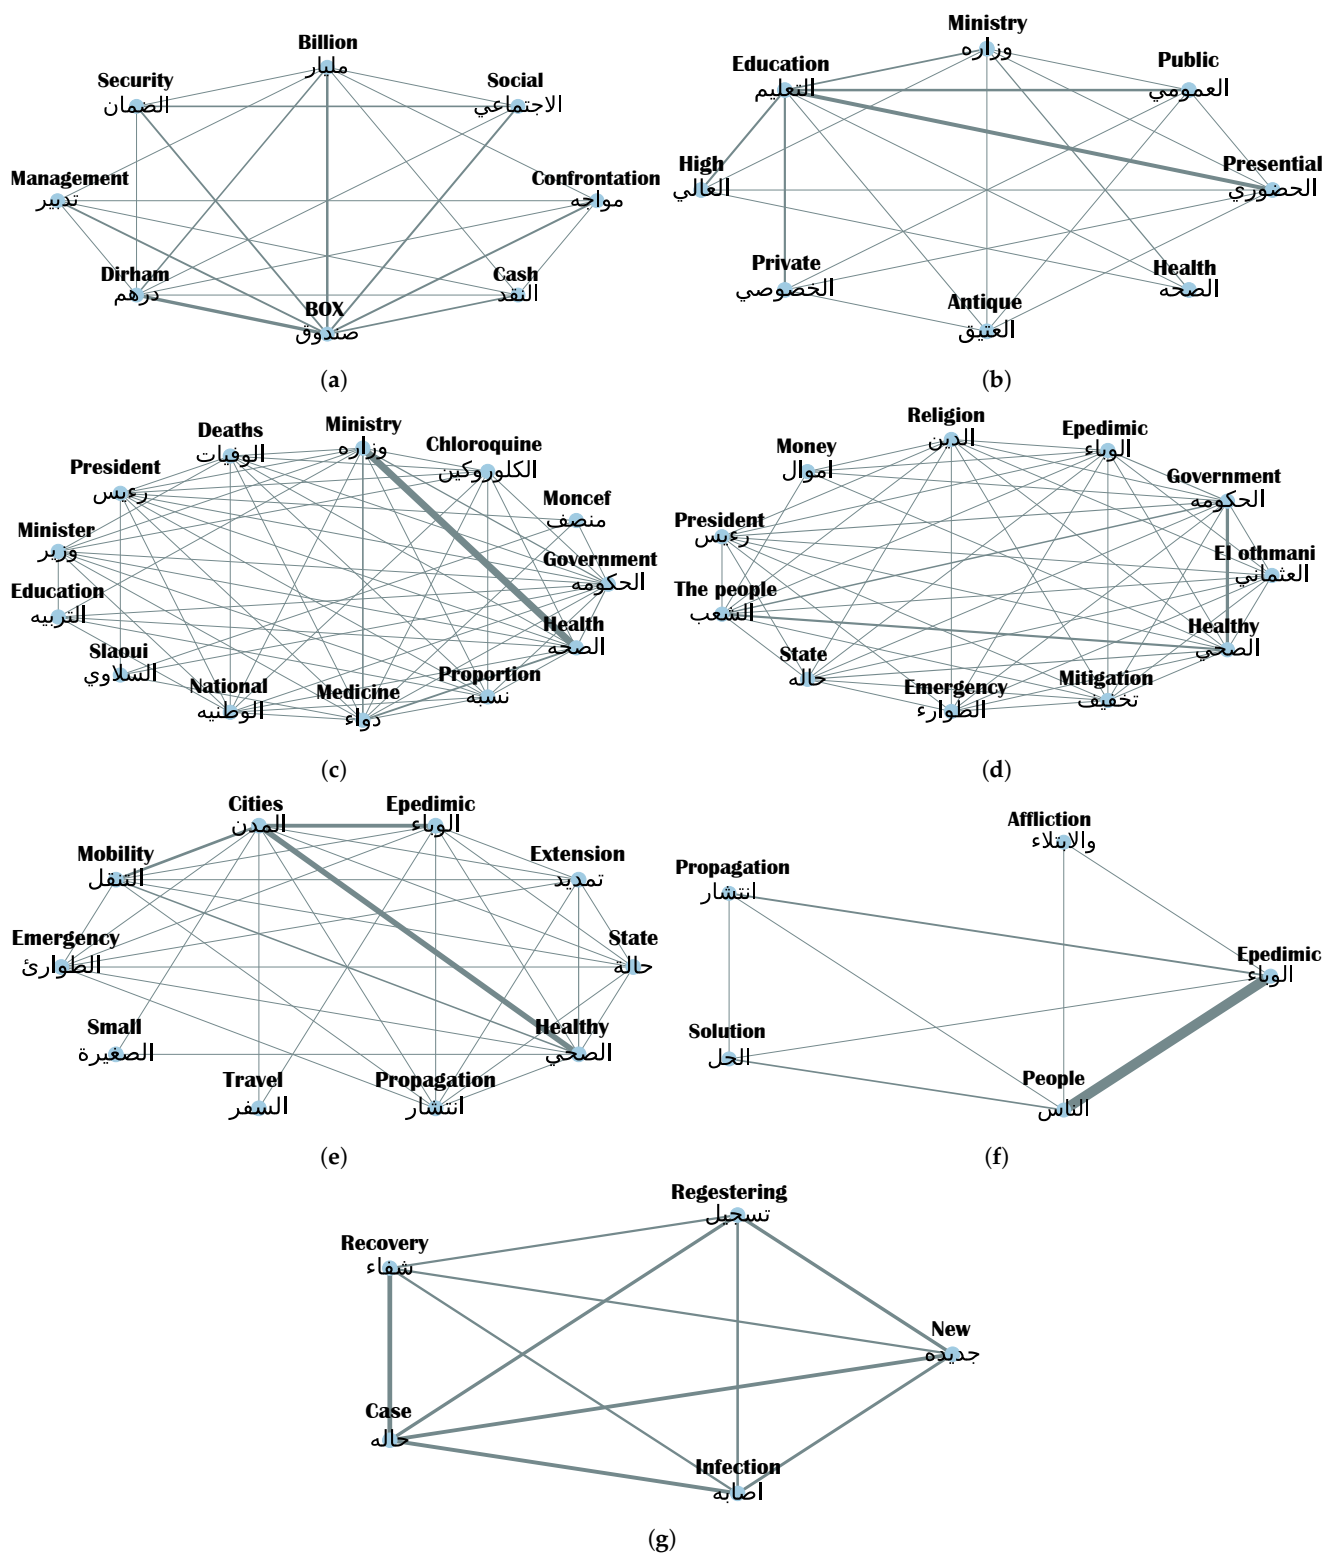 Billion
مليار
Security
الضمان
Social
الاجتماعي
Management
تدبير
Confrontation
مواجه
Dirham
درهم
Cash
النقد
BOX
صندوق
(a)
Ministry
وزاره
Education
التعليم
Public
العمومي
High
العالي
Presential
الحضوري
Private
الخصوصي
Health
الصحه
Antique
العتيق
(b)
Ministry
وزاره
Deaths
الوفيات
Chloroquine
الكلوروكين
President
رءيس
Moncef
منصف
Minister
وزير
Government
الحكومه
Education
التربيه
Health
الصحه
Slaoui
السلاوي
Proportion
نسبه
National
الوطنيه
Medicine
دواء
(c)
Religion
الدين
Epedimic
الوباء
Money
اموال
Government
الحكومه
President
رءيس
El othmani
العثماني
The people
الشعب
Healthy
الصحي
State
حاله
Mitigation
تخفيف
Emergency
الطوارء
(d)
Cities
المدن
Epedimic
الوباء
Mobility
التنقل
Extension
تمديد
Emergency
الطوارئ
State
حالة
Small
الصغيرة
Healthy
الصحي
Travel
السفر
Propagation
انتشار
(e)
Affliction
والابتلاء
Propagation
انتشار
Epedimic
الوباء
Solution
الحل
People
الناس
(f)
Regestering
تسجيل
Recovery
شفاء
New
جديده
Case
حاله
Infection
اصابه
(g)